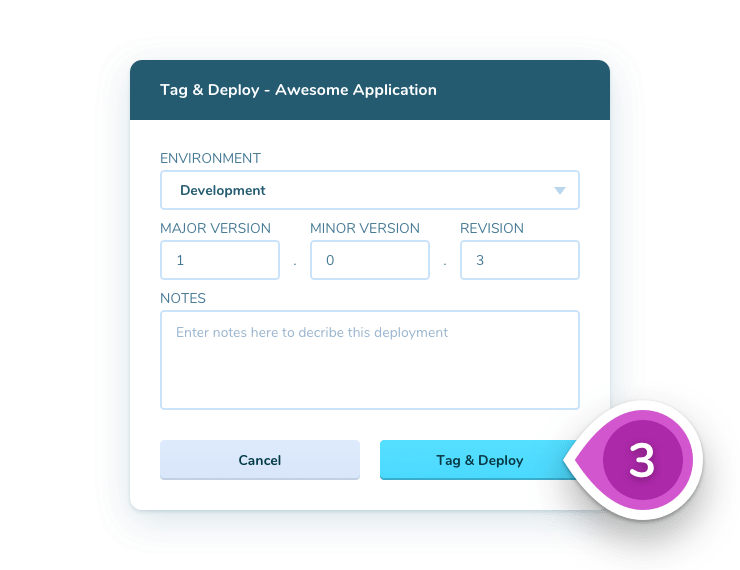 Tag & Deploy - Awesome Application
ENVIRONMENT
Development
MAJOR VERSION MINOR VERSION REVISION
1 . 0 . 3
NOTES
Enter notes here to decribe this deployment
Cancel Tag & Deploy
3